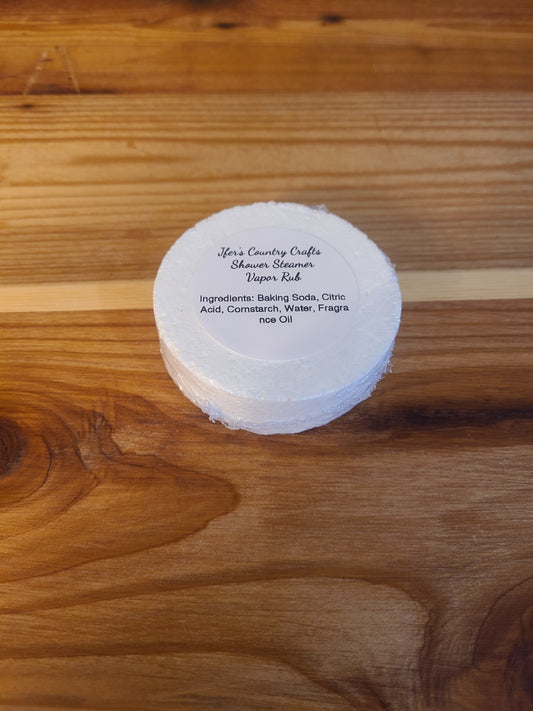 Jfer's Country Crafts
Shower Steamer
Vapor Rub
Ingredients: Baking Soda, Citric
Acid, Cornstarch, Water, Fragra
nce Oil